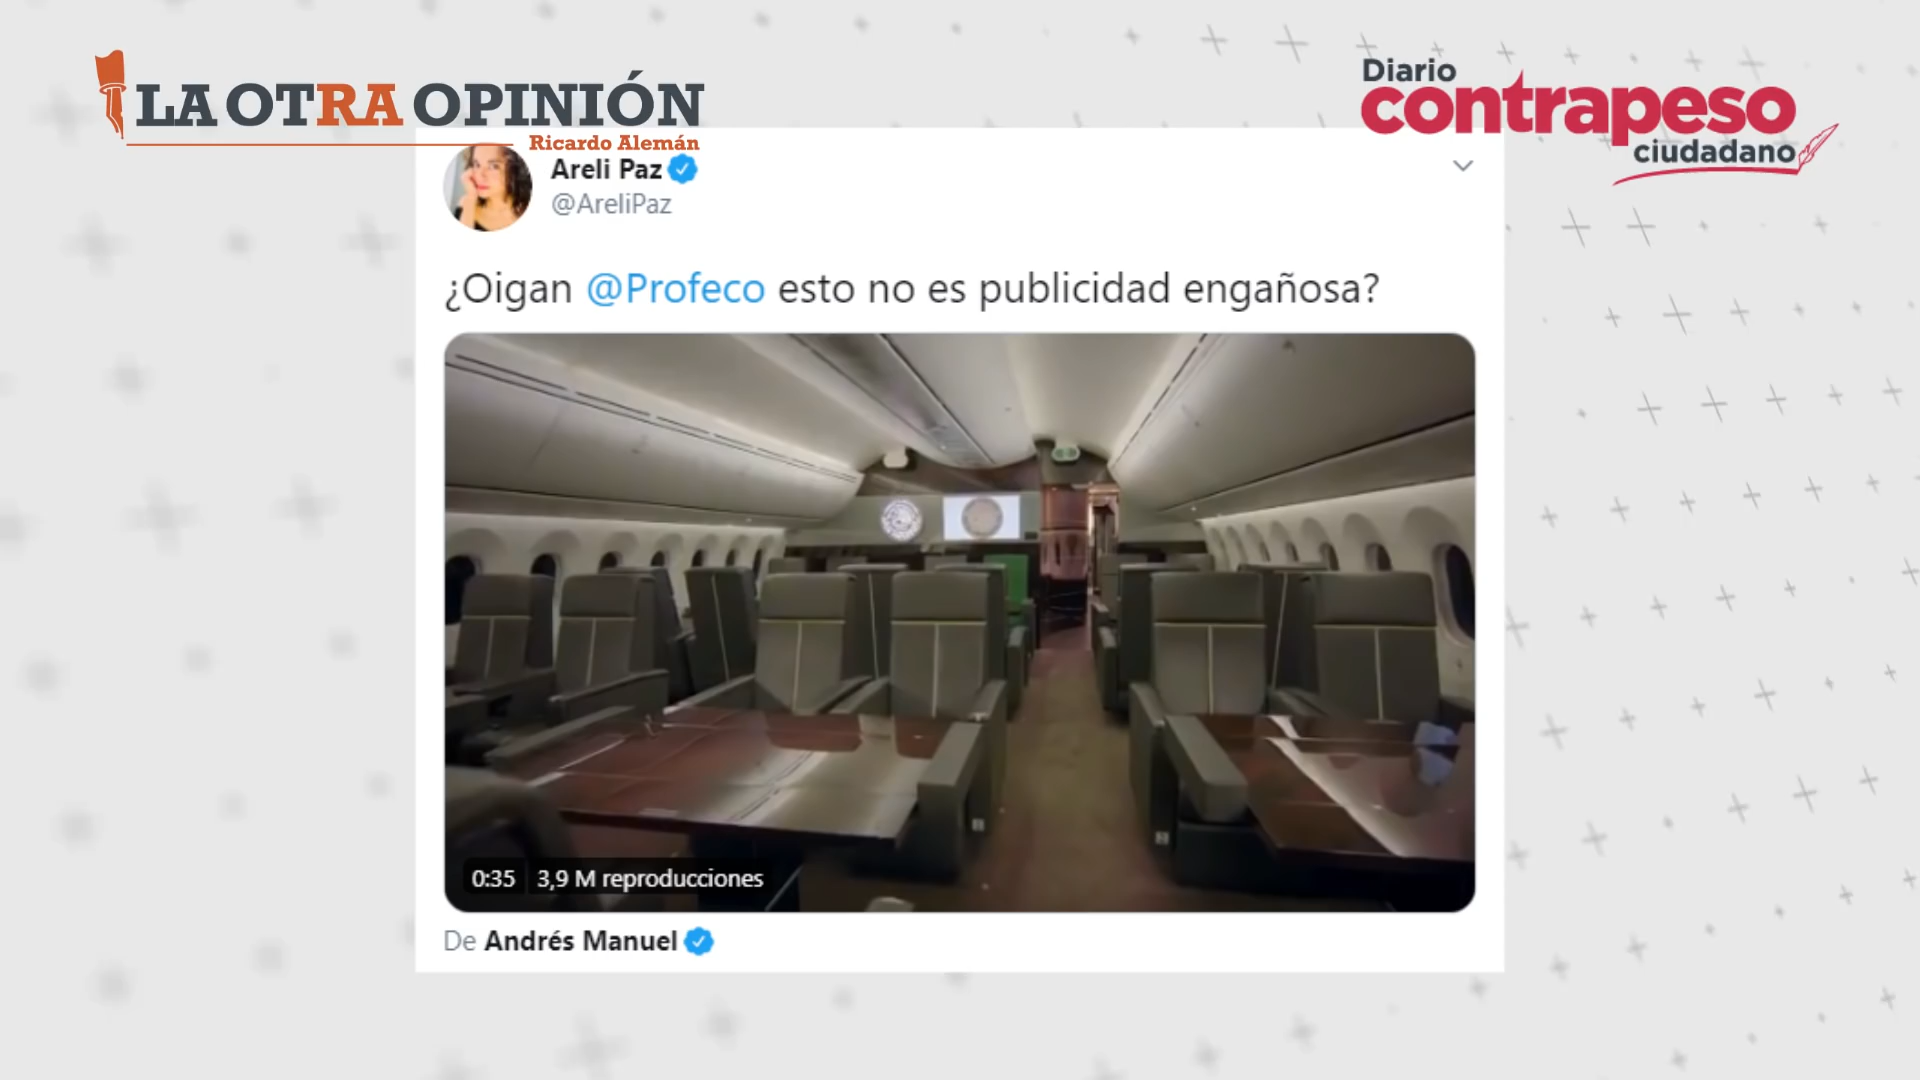 LA OTRA OPINIÓN
Ricardo Alemán
Diario
contrapeso
ciudadano
Areli Paz
@AreliPaz
¿Oigan @Profeco esto no es publicidad engañosa?
0:35 3,9 M reproducciones
De Andrés Manuel